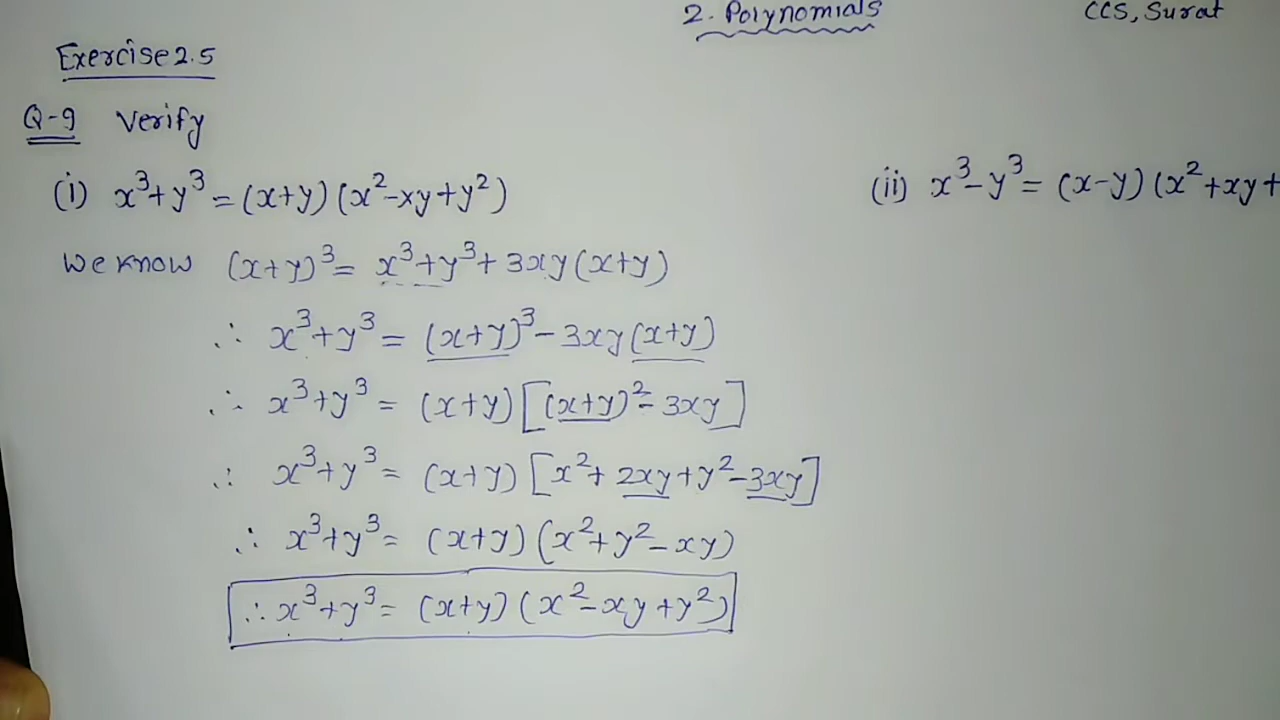 2. Polynomials
CCS, Surat
Exercise 2.5
Q-9 Verify
(i) x³+y³ = (x+y) (x²-xy+y²)
(ii) x³-y³ = (x-y) (x²+xy+
We know (x+y)³ = x³+y³+ 3xy(x+y)
∴ x³+y³ = (x+y)³ - 3xy(x+y)
∴ x³+y³ = (x+y) [(x+y)² - 3xy]
∴ x³+y³ = (x+y) [x²+ 2xy+y²-3xy]
∴ x³+y³ = (x+y) (x²+y²-xy)
∴ x³+y³ = (x+y) (x²-xy+y²)